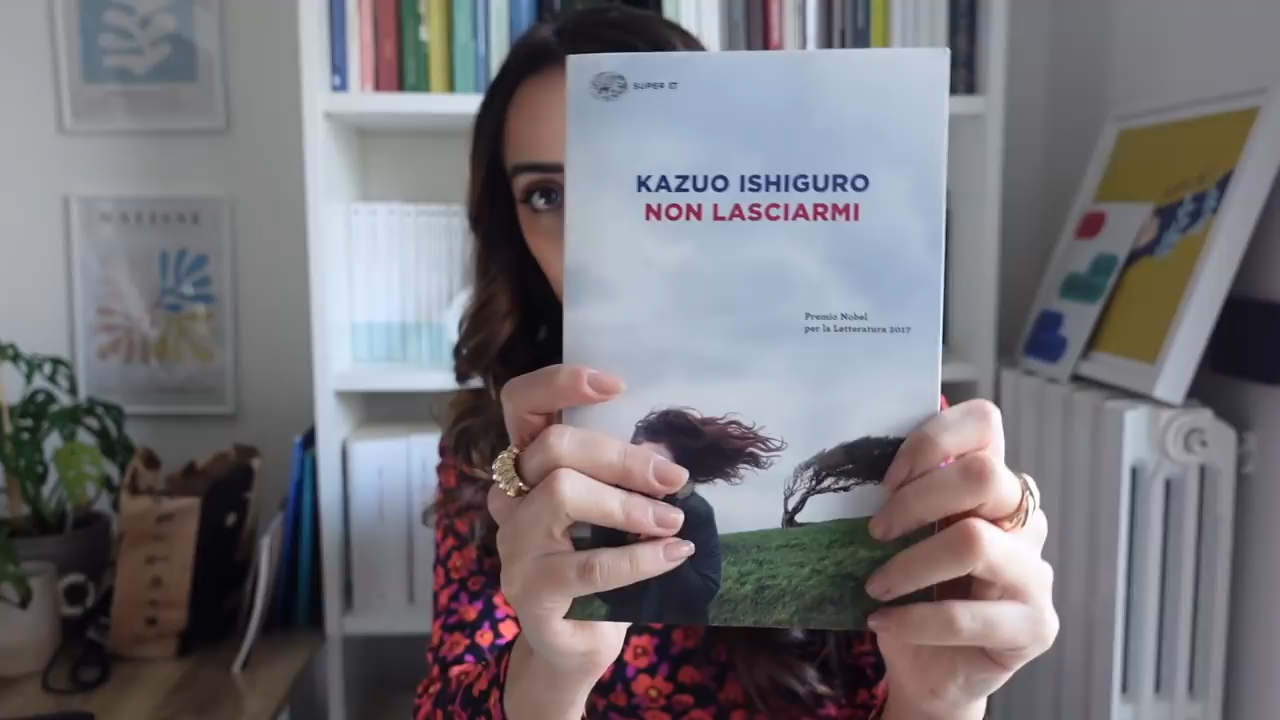 MATISSE
SUPER ET
KAZUO ISHIGURO
NON LASCIARMI
Premio Nobel
per la Letteratura 2017